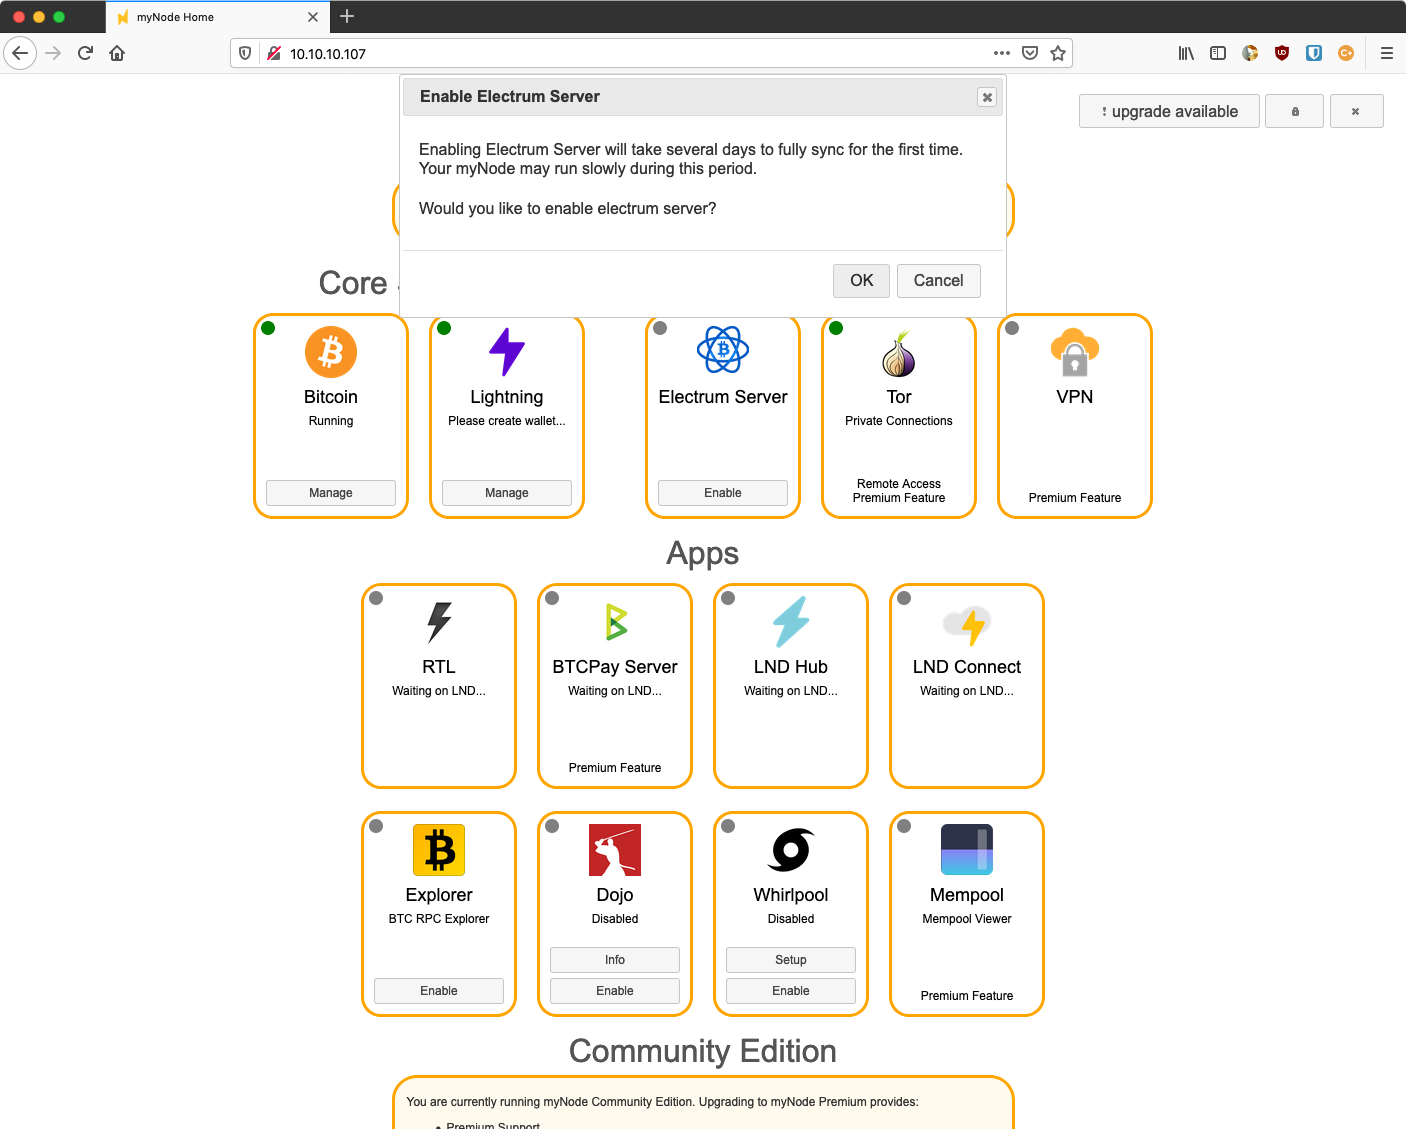 myNode Home
10.10.10.107
Enable Electrum Server
upgrade available
Enabling Electrum Server will take several days to fully sync for the first time.
Your myNode may run slowly during this period.
Would you like to enable electrum server?
OK
Cancel
Core
Bitcoin
Running
Manage
Lightning
Please create wallet...
Manage
Electrum Server
Enable
Tor
Private Connections
Remote Access
Premium Feature
VPN
Premium Feature
Apps
RTL
Waiting on LND...
BTCPay Server
Waiting on LND...
Premium Feature
LND Hub
Waiting on LND...
LND Connect
Waiting on LND...
Explorer
BTC RPC Explorer
Enable
Dojo
Disabled
Info
Enable
Whirlpool
Disabled
Setup
Enable
Mempool
Mempool Viewer
Premium Feature
Community Edition
You are currently running myNode Community Edition. Upgrading to myNode Premium provides:
• Premium Support